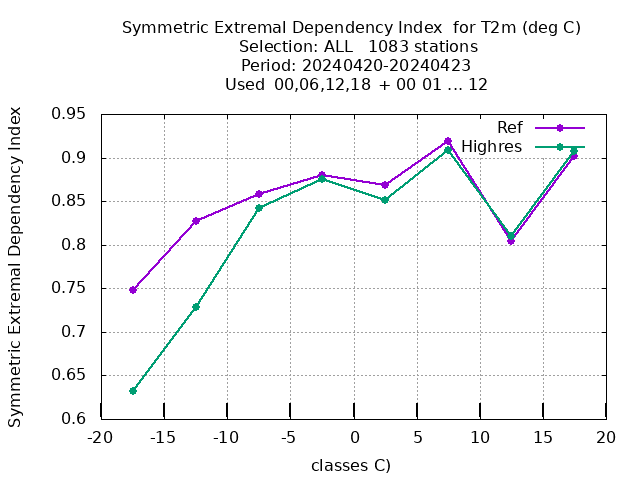 Symmetric Extremal Dependency Index  for T2m (deg C)
Selection: ALL   1083 stations
Period: 20240420-20240423
Used  00,06,12,18 + 00 01 ... 12
Symmetric Extremal Dependency Index
0.95
0.9
0.85
0.8
0.75
0.7
0.65
0.6
Ref
Highres
-20 -15 -10 -5 0 5 10 15 20
classes C)